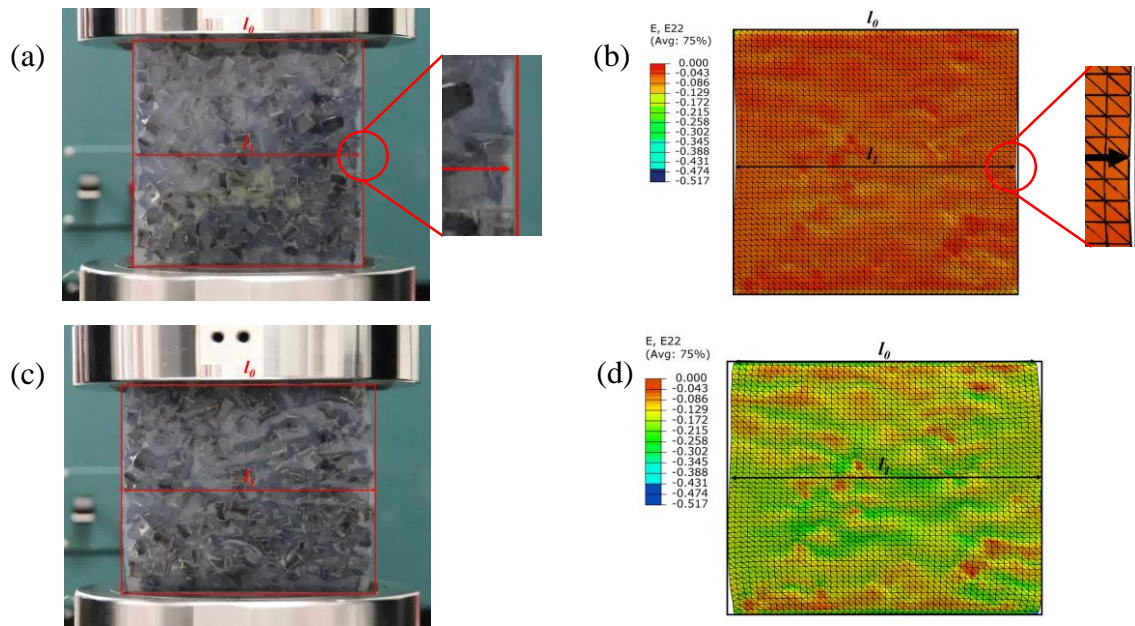 (a)
l₀
l₁
(b)
E, E22
(Avg: 75%)
0.000
-0.043
-0.086
-0.129
-0.172
-0.215
-0.258
-0.302
-0.345
-0.388
-0.431
-0.474
-0.517
l₀
l₁
(c)
l₀
l₁
(d)
E, E22
(Avg: 75%)
0.000
-0.043
-0.086
-0.129
-0.172
-0.215
-0.258
-0.302
-0.345
-0.388
-0.431
-0.474
-0.517
l₀
l₁